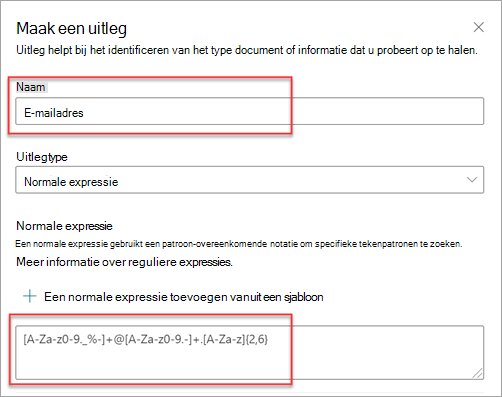 Maak een uitleg
Uitleg helpt bij het identificeren van het type document of informatie dat u probeert op te halen.
Naam
E-mailadres
Uitlegtype
Normale expressie
Normale expressie
Een normale expressie gebruikt een patroon-overeenkomende notatie om specifieke tekenpatronen te zoeken.
Meer informatie over reguliere expressies.
Een normale expressie toevoegen vanuit een sjabloon
[A-Za-z0-9._%-]+@[A-Za-z0-9.-]+.[A-Za-z]{2,6}